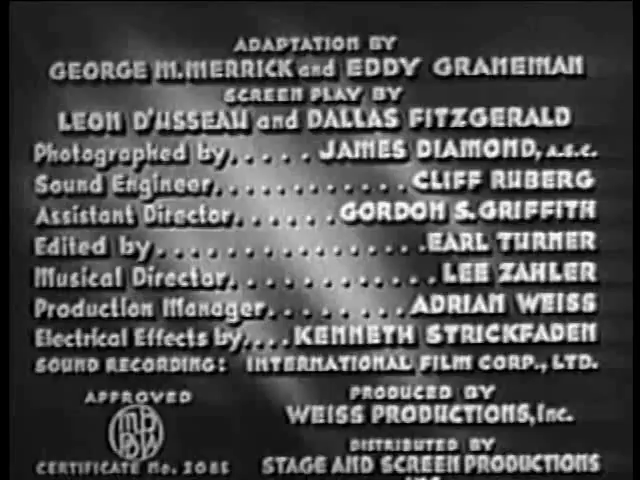 ADAPTATION BY
GEORGE M. MERRICK and EDDY GRANEMAN
SCREEN PLAY BY
LEON D'USSEAU and DALLAS FITZGERALD
Photographed by.....JAMES DIAMOND, A.S.C.
Sound Engineer............CLIFF RUBERG
Assistant Director......GORDON S. GRIFFITH
Edited by.................EARL TURNER
Musical Director............LEE ZAHLER
Production Manager........ADRIAN WEISS
Electrical Effects by....KENNETH STRICKFADEN
SOUND RECORDING: INTERNATIONAL FILM CORP., LTD.
APPROVED
CERTIFICATE No.
PRODUCED BY
WEISS PRODUCTIONS, Inc.
DISTRIBUTED BY
STAGE AND SCREEN PRODUCTIONS